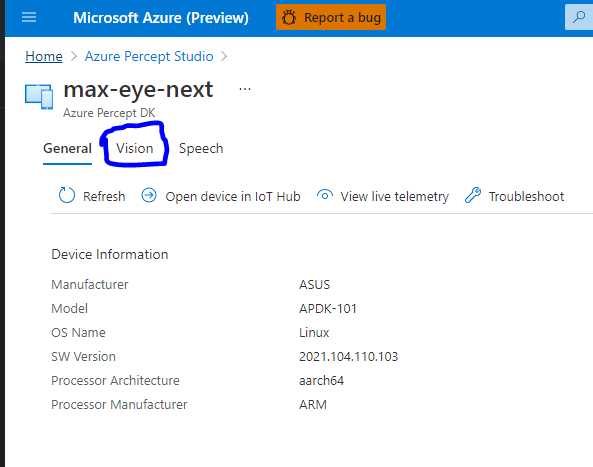 Microsoft Azure (Preview) Report a bug
Home > Azure Percept Studio >
max-eye-next ...
Azure Percept DK
General Vision Speech
Refresh Open device in IoT Hub View live telemetry Troubleshoot
Device Information
Manufacturer ASUS
Model APDK-101
OS Name Linux
SW Version 2021.104.110.103
Processor Architecture aarch64
Processor Manufacturer ARM